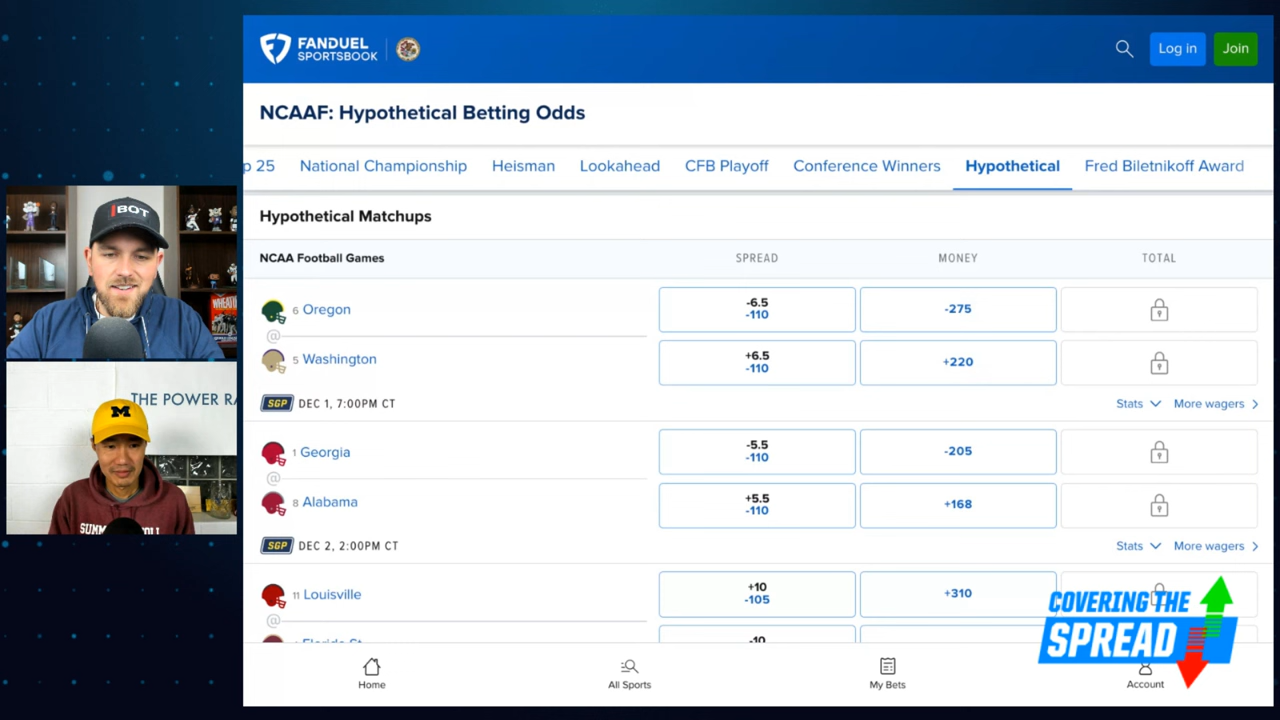 FANDUEL
SPORTSBOOK
Log in
Join
NCAAF: Hypothetical Betting Odds
p 25 National Championship Heisman Lookahead CFB Playoff Conference Winners Hypothetical Fred Biletnikoff Award
Hypothetical Matchups
NCAA Football Games SPREAD MONEY TOTAL
6 Oregon
-6.5
-110
-275
@
5 Washington
+6.5
-110
+220
SGP DEC 1, 7:00PM CT Stats More wagers
1 Georgia
-5.5
-110
-205
@
8 Alabama
+5.5
-110
+168
SGP DEC 2, 2:00PM CT Stats More wagers
11 Louisville
+10
-105
+310
@
-10
Home All Sports My Bets Account
COVERING THE
SPREAD
BOT
THE POWER RA
M
WHEATIE